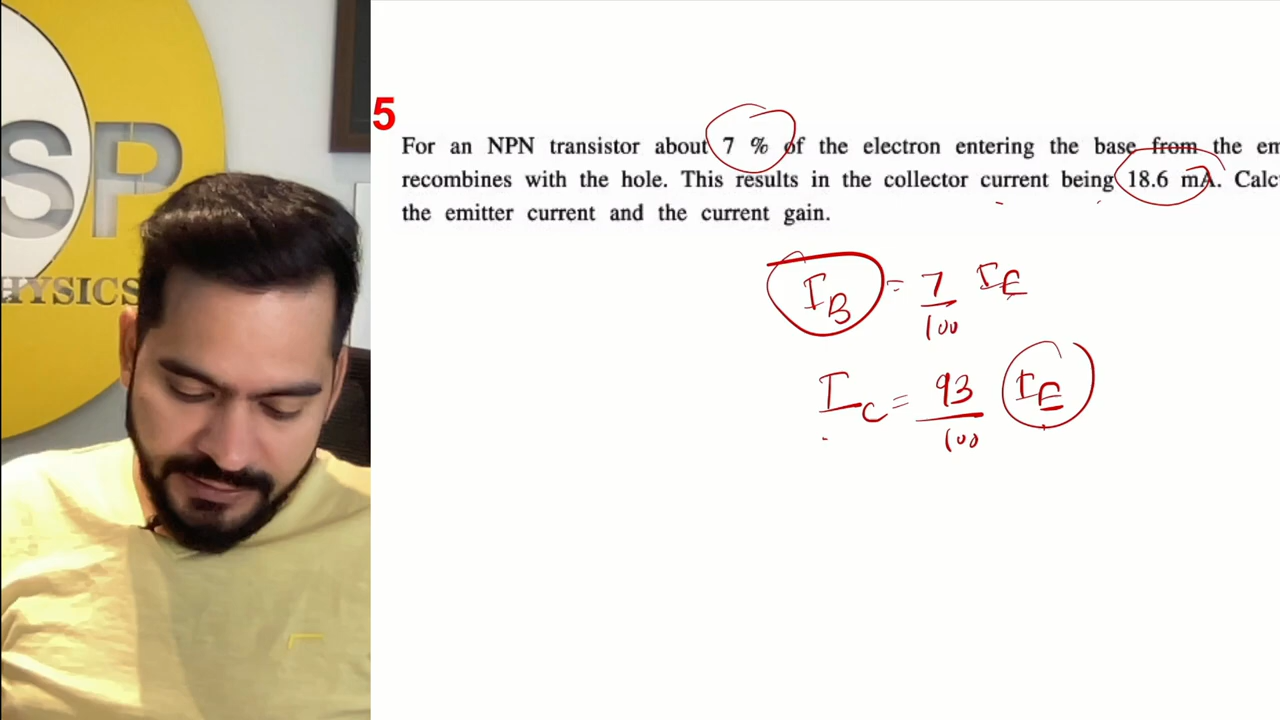 SP
HYSICS
5
For an NPN transistor about 7 % of the electron entering the base from the em
recombines with the hole. This results in the collector current being 18.6 mA. Calc
the emitter current and the current gain.
I_B = 7/100 I_E
I_C = 93/100 I_E